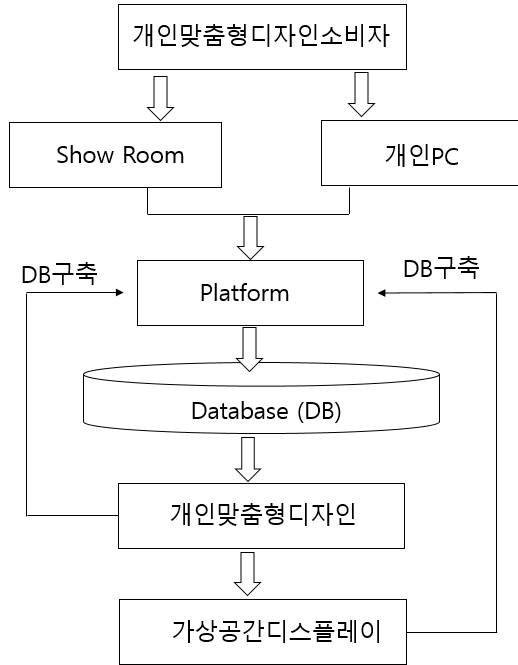 개인맞춤형디자인소비자
Show Room
개인PC
DB구축
DB구축
Platform
Database (DB)
개인맞춤형디자인
가상공간디스플레이